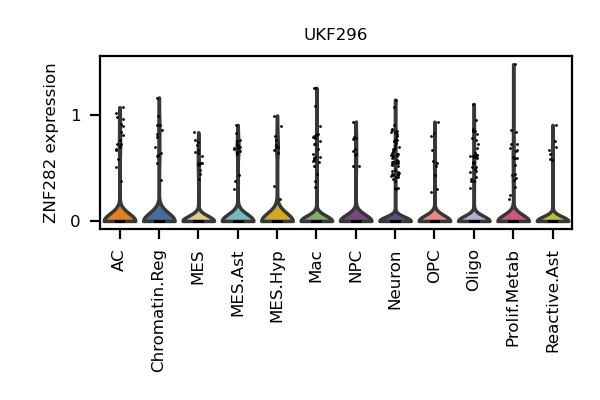 UKF296
ZNF282 expression
1
0
AC
Chromatin.Reg
MES
MES.Ast
MES.Hyp
Mac
NPC
Neuron
OPC
Oligo
Prolif.Metab
Reactive.Ast